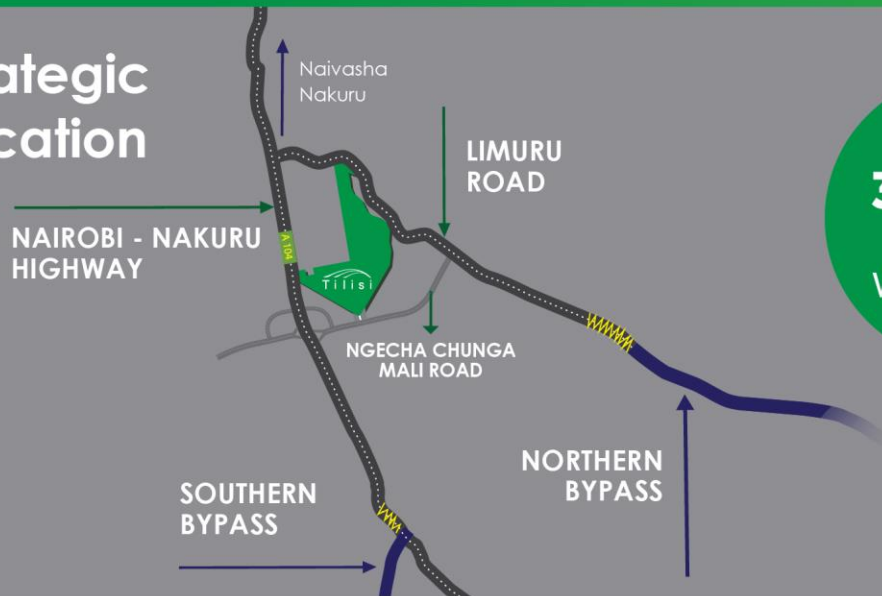 ategic
cation
Naivasha
Nakuru
LIMURU
ROAD
3
NAIROBI - NAKURU
HIGHWAY
A 104
Tilisi
NGECHA CHUNGA
MALI ROAD
NORTHERN
BYPASS
SOUTHERN
BYPASS